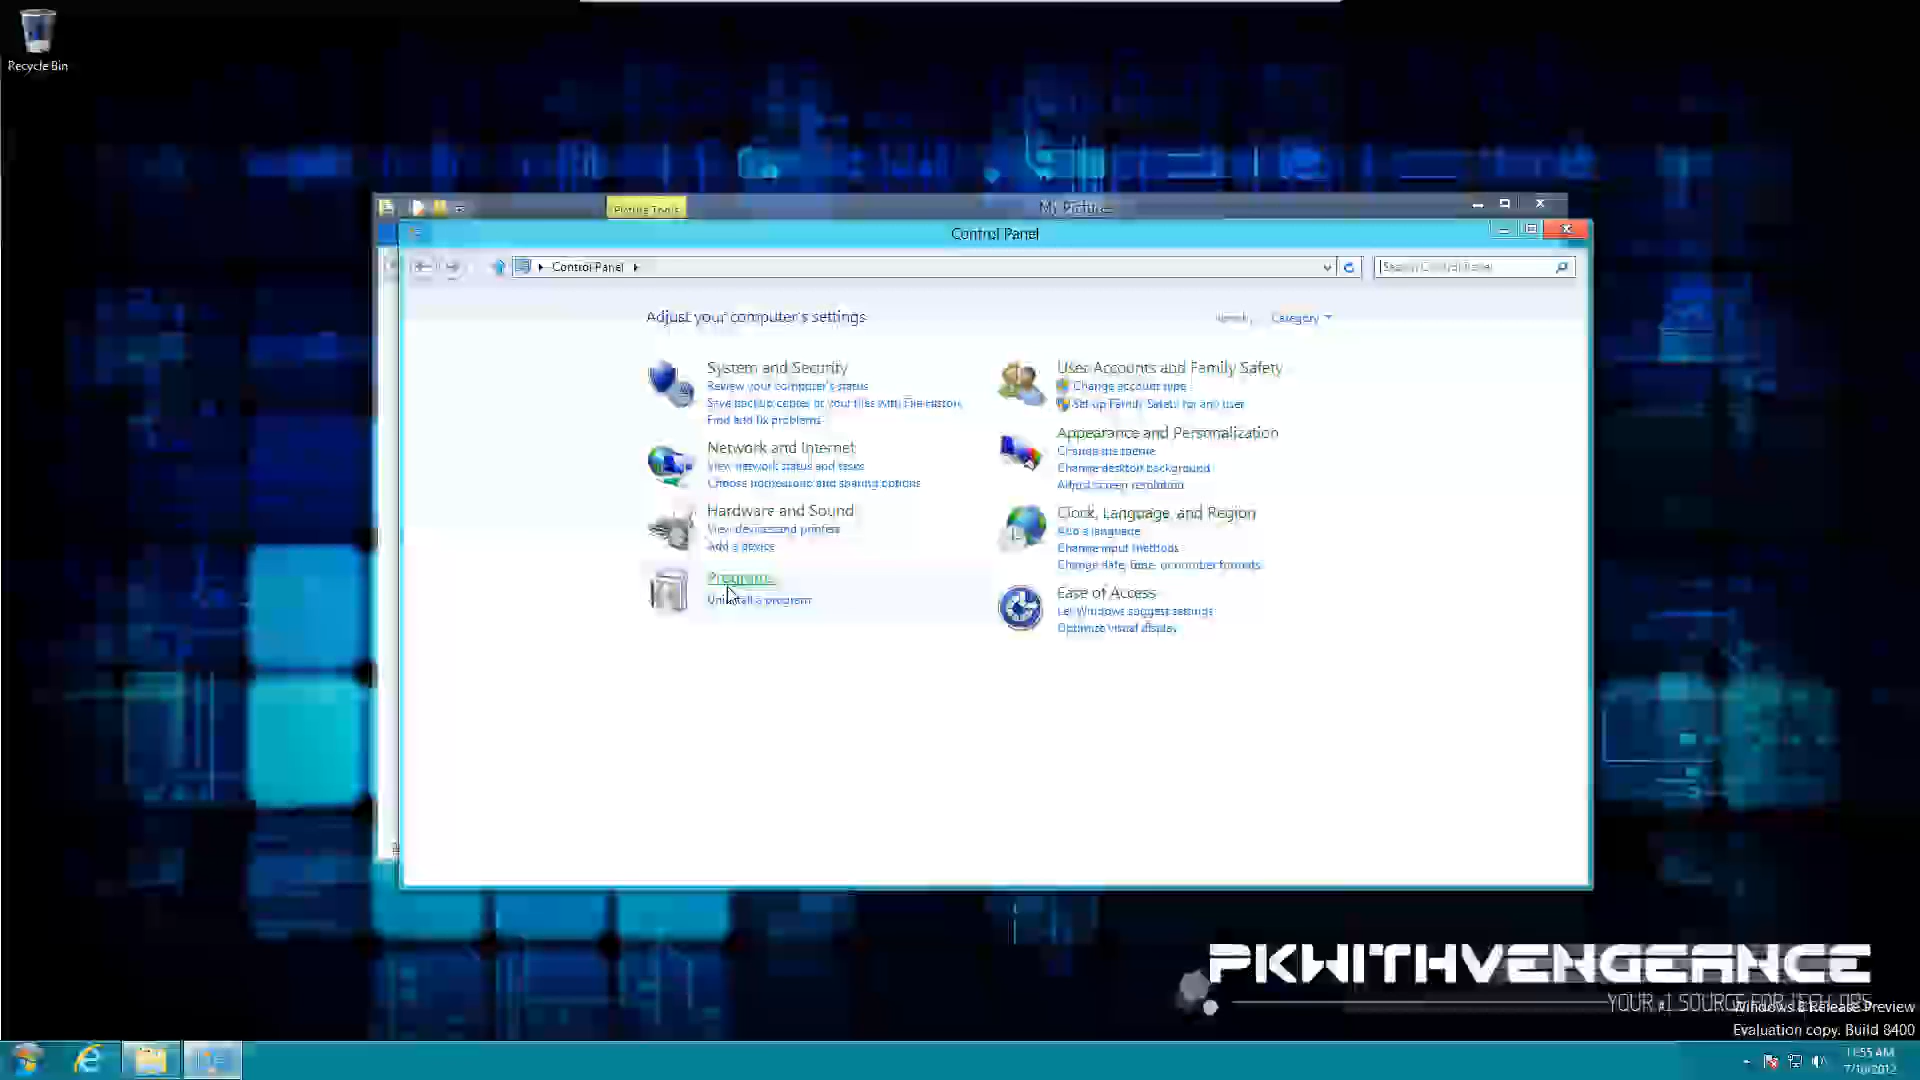 Recycle Bin
Picture Tools
My Pictures
Control Panel
Control Panel
Search Control Panel
Adjust your computer's settings
Category
System and Security
Review your computer's status
Save backup copies of your files with File History
Find and fix problems
Network and Internet
View network status and tasks
Choose homegroup and sharing options
Hardware and Sound
View devices and printers
Add a device
Programs
Uninstall a program
User Accounts and Family Safety
Change account type
Set up Family Safety for any user
Appearance and Personalization
Change the theme
Change desktop background
Adjust screen resolution
Clock, Language, and Region
Add a language
Change input methods
Change date, time, or number formats
Ease of Access
Let Windows suggest settings
Optimize visual display
PKWITHVENGEANCE
YOUR #1 SOURCE FOR TECH OPS
Windows 8 Release Preview
Evaluation copy. Build 8400
11:55 AM